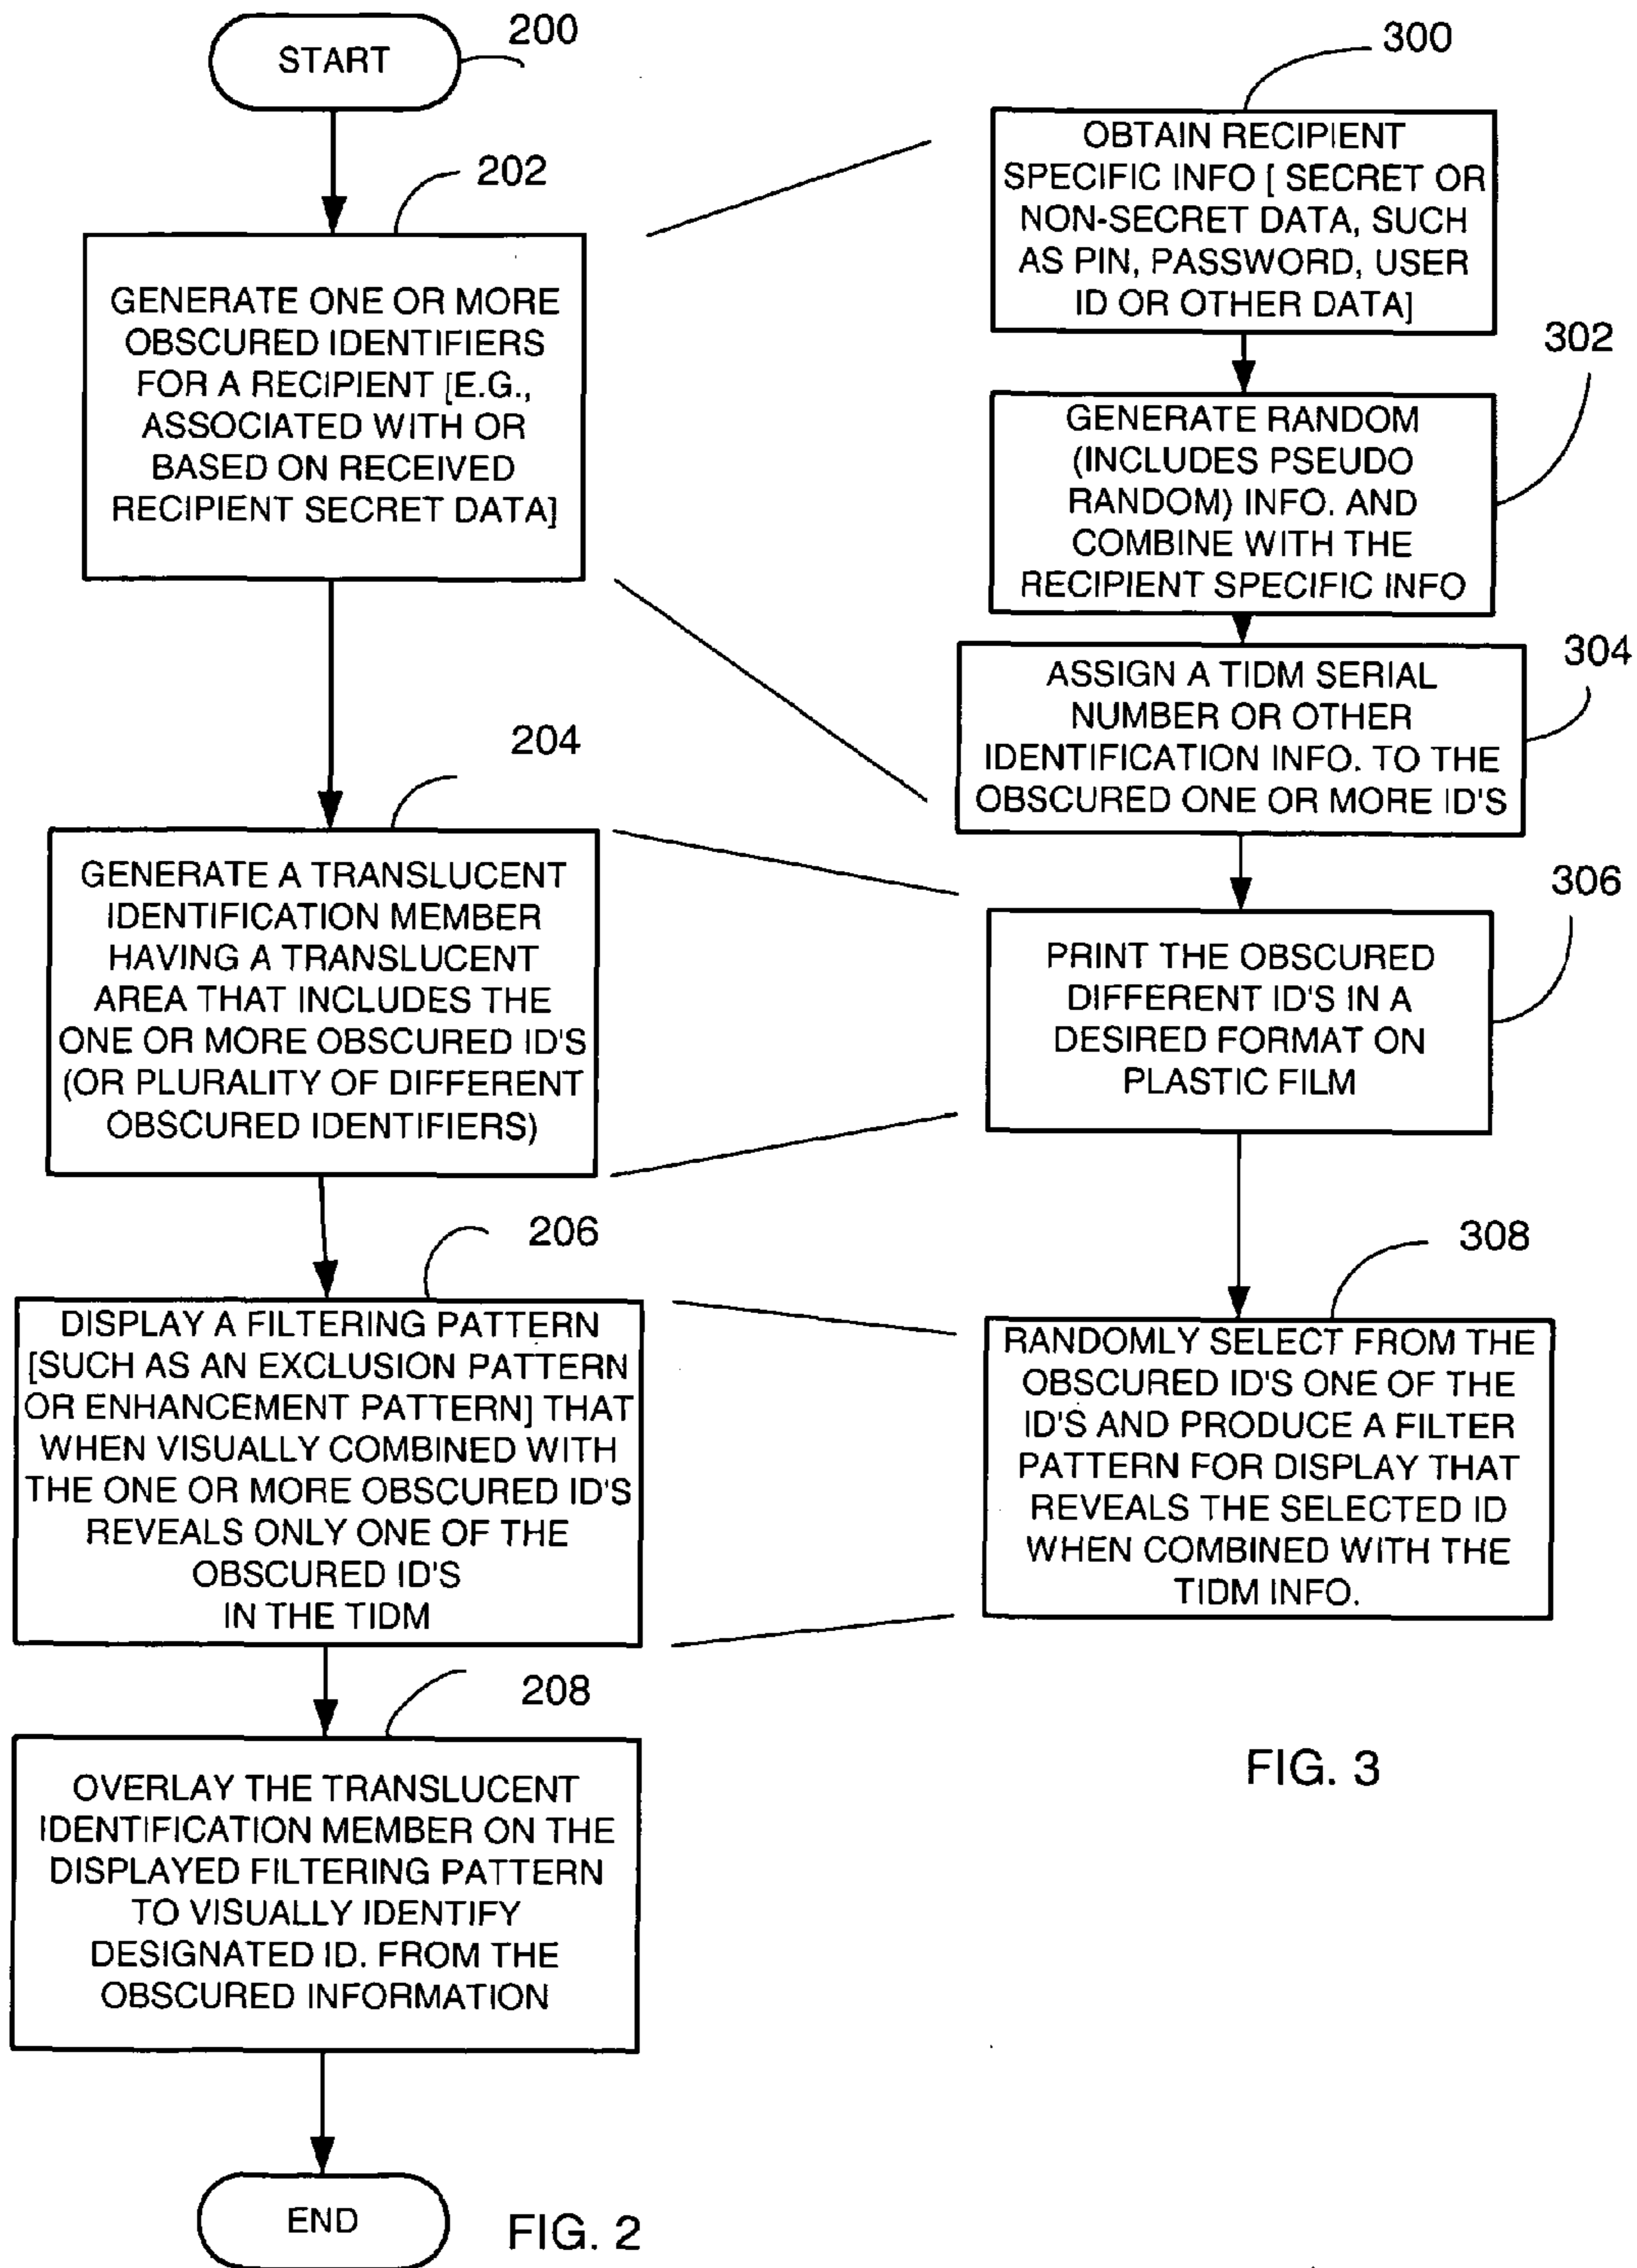 START
200
202
GENERATE ONE OR MORE
OBSCURED IDENTIFIERS
FOR A RECIPIENT [E.G.,
ASSOCIATED WITH OR
BASED ON RECEIVED
RECIPIENT SECRET DATA]
204
GENERATE A TRANSLUCENT
IDENTIFICATION MEMBER
HAVING A TRANSLUCENT
AREA THAT INCLUDES THE
ONE OR MORE OBSCURED ID'S
(OR PLURALITY OF DIFFERENT
OBSCURED IDENTIFIERS)
206
DISPLAY A FILTERING PATTERN
[SUCH AS AN EXCLUSION PATTERN
OR ENHANCEMENT PATTERN] THAT
WHEN VISUALLY COMBINED WITH
THE ONE OR MORE OBSCURED ID'S
REVEALS ONLY ONE OF THE
OBSCURED ID'S
IN THE TIDM
208
OVERLAY THE TRANSLUCENT
IDENTIFICATION MEMBER ON THE
DISPLAYED FILTERING PATTERN
TO VISUALLY IDENTIFY
DESIGNATED ID. FROM THE
OBSCURED INFORMATION
END
FIG. 2
300
OBTAIN RECIPIENT
SPECIFIC INFO [ SECRET OR
NON-SECRET DATA, SUCH
AS PIN, PASSWORD, USER
ID OR OTHER DATA]
302
GENERATE RANDOM
(INCLUDES PSEUDO
RANDOM) INFO. AND
COMBINE WITH THE
RECIPIENT SPECIFIC INFO
304
ASSIGN A TIDM SERIAL
NUMBER OR OTHER
IDENTIFICATION INFO. TO THE
OBSCURED ONE OR MORE ID'S
306
PRINT THE OBSCURED
DIFFERENT ID'S IN A
DESIRED FORMAT ON
PLASTIC FILM
308
RANDOMLY SELECT FROM THE
OBSCURED ID'S ONE OF THE
ID'S AND PRODUCE A FILTER
PATTERN FOR DISPLAY THAT
REVEALS THE SELECTED ID
WHEN COMBINED WITH THE
TIDM INFO.
FIG. 3